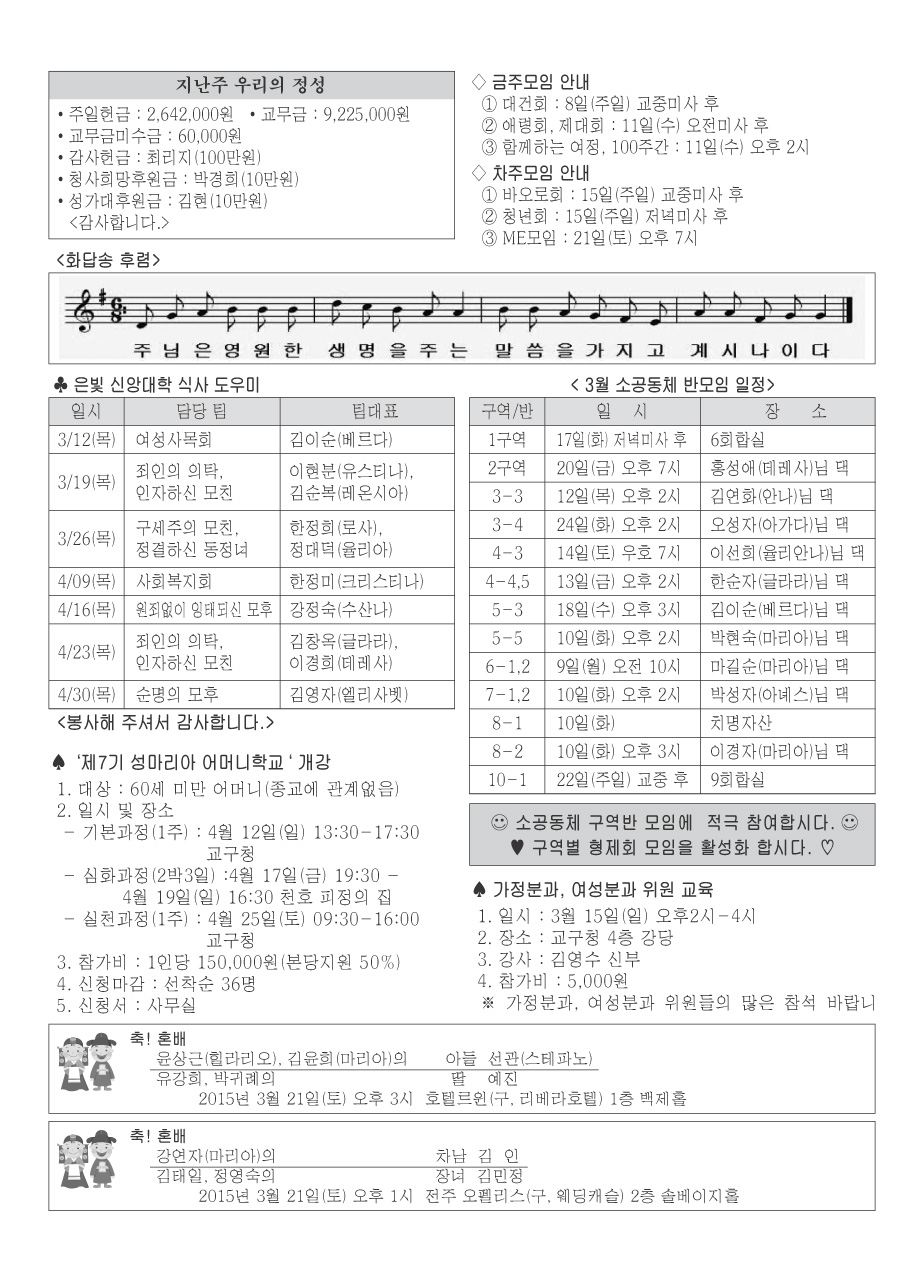 지난주 우리의 정성
• 주일헌금 : 2,642,000원 • 교무금 : 9,225,000원
• 교무금미수금 : 60,000원
• 감사헌금 : 최리지(100만원)
• 청사희망후원금 : 박경희(10만원)
• 성가대후원금 : 김현(10만원)
<감사합니다.>
◇ 금주모임 안내
① 대건회 : 8일(주일) 교중미사 후
② 애령회, 제대회 : 11일(수) 오전미사 후
③ 함께하는 여정, 100주간 : 11일(수) 오후 2시
◇ 차주모임 안내
① 바오로회 : 15일(주일) 교중미사 후
② 청년회 : 15일(주일) 저녁미사 후
③ ME모임 : 21일(토) 오후 7시
<화답송 후렴>
주 님 은 영 원 한 생 명 을 주 는 말 씀 을 가 지 고 계 시 나 이 다
♣ 은빛 신앙대학 식사 도우미
일시 담당 팀 팀대표
3/12(목) 여성사목회 김이순(베르다)
3/19(목) 죄인의 의탁, 이현분(유스티나),
인자하신 모친 김순복(레온시아)
3/26(목) 구세주의 모친, 한정희(로사),
정결하신 동정녀 정대덕(율리아)
4/09(목) 사회복지회 한정미(크리스티나)
4/16(목) 원죄없이 잉태되신 모후 강정숙(수산나)
4/23(목) 죄인의 의탁, 김창옥(글라라),
인자하신 모친 이경희(데레사)
4/30(목) 순명의 모후 김영자(엘리사벳)
<봉사해 주셔서 감사합니다.>
♠ ‘제7기 성마리아 어머니학교 ‘ 개강
1. 대상 : 60세 미만 어머니(종교에 관계없음)
2. 일시 및 장소
- 기본과정(1주) : 4월 12일(일) 13:30-17:30
교구청
- 심화과정(2박3일) :4월 17일(금) 19:30 -
4월 19일(일) 16:30 천호 피정의 집
- 실천과정(1주) : 4월 25일(토) 09:30-16:00
교구청
3. 참가비 : 1인당 150,000원(본당지원 50%)
4. 신청마감 : 선착순 36명
5. 신청서 : 사무실
< 3월 소공동체 반모임 일정>
구역/반 일 시 장 소
1구역 17일(화) 저녁미사 후 6회합실
2구역 20일(금) 오후 7시 홍성애(데레사)님 댁
3-3 12일(목) 오후 2시 김연화(안나)님 댁
3-4 24일(화) 오후 2시 오성자(아가다)님 댁
4-3 14일(토) 우호 7시 이선희(율리안나)님 댁
4-4,5 13일(금) 오후 2시 한순자(글라라)님 댁
5-3 18일(수) 오후 3시 김이순(베르다)님 댁
5-5 10일(화) 오후 2시 박현숙(마리아)님 댁
6-1,2 9일(월) 오전 10시 마길순(마리아)님 댁
7-1,2 10일(화) 오후 2시 박성자(아녜스)님 댁
8-1 10일(화) 치명자산
8-2 10일(화) 오후 3시 이경자(마리아)님 댁
10-1 22일(주일) 교중 후 9회합실
☺ 소공동체 구역반 모임에 적극 참여합시다. ☺
♥ 구역별 형제회 모임을 활성화 합시다. ♡
♠ 가정분과, 여성분과 위원 교육
1. 일시 : 3월 15일(일) 오후2시-4시
2. 장소 : 교구청 4층 강당
3. 강사 : 김영수 신부
4. 참가비 : 5,000원
※ 가정분과, 여성분과 위원들의 많은 참석 바랍니
축! 혼배
윤상근(힐라리오), 김윤희(마리아)의 아들 선관(스테파노)
유강희, 박귀례의 딸 예진
2015년 3월 21일(토) 오후 3시 호텔르윈(구, 리베라호텔) 1층 백제홀
축! 혼배
강연자(마리아)의 차남 김 인
김태일, 정영숙의 장녀 김민정
2015년 3월 21일(토) 오후 1시 전주 오펠리스(구, 웨딩캐슬) 2층 솔베이지홀